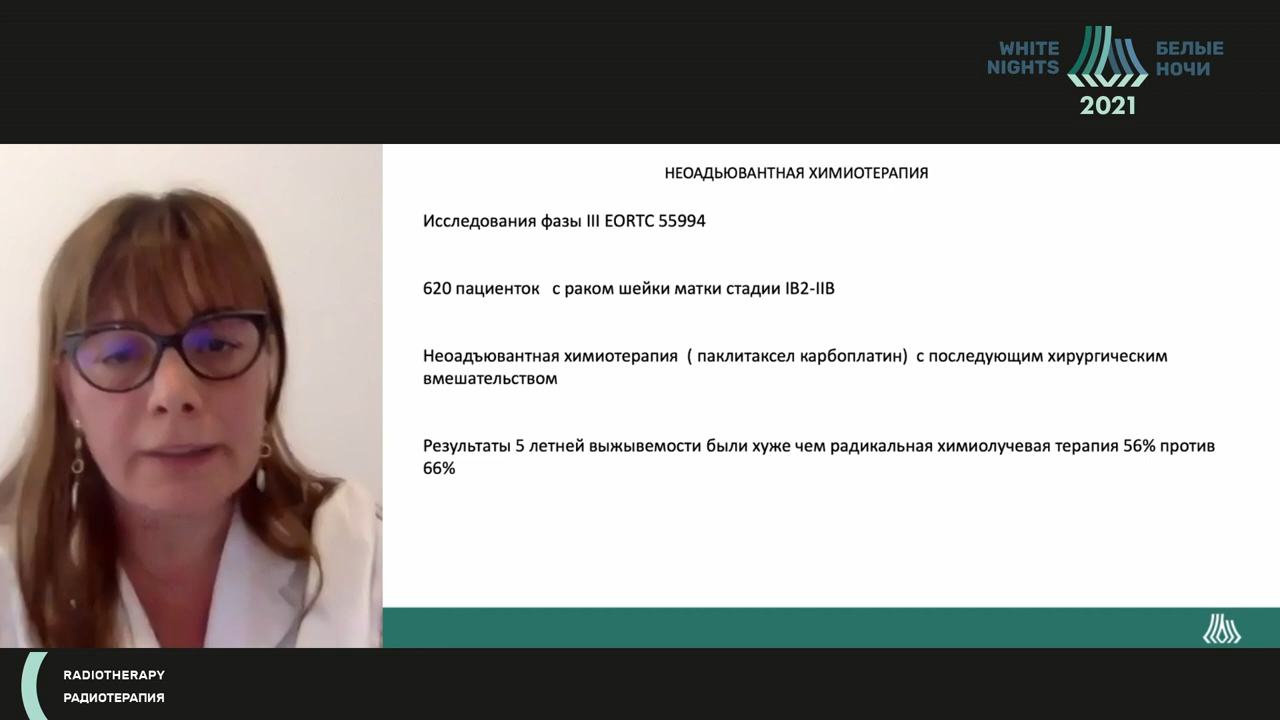 WHITE
NIGHTS
БЕЛЫЕ
НОЧИ
2021
НЕОАДЬЮВАНТНАЯ ХИМИОТЕРАПИЯ
Исследования фазы III EORTC 55994
620 пациенток с раком шейки матки стадии IB2-IIB
Неоадъювантная химиотерапия ( паклитаксел карбоплатин) с последующим хирургическим
вмешательством
Результаты 5 летней выжывемости были хуже чем радикальная химиолучевая терапия 56% против
66%
RADIOTHERAPY
РАДИОТЕРАПИЯ